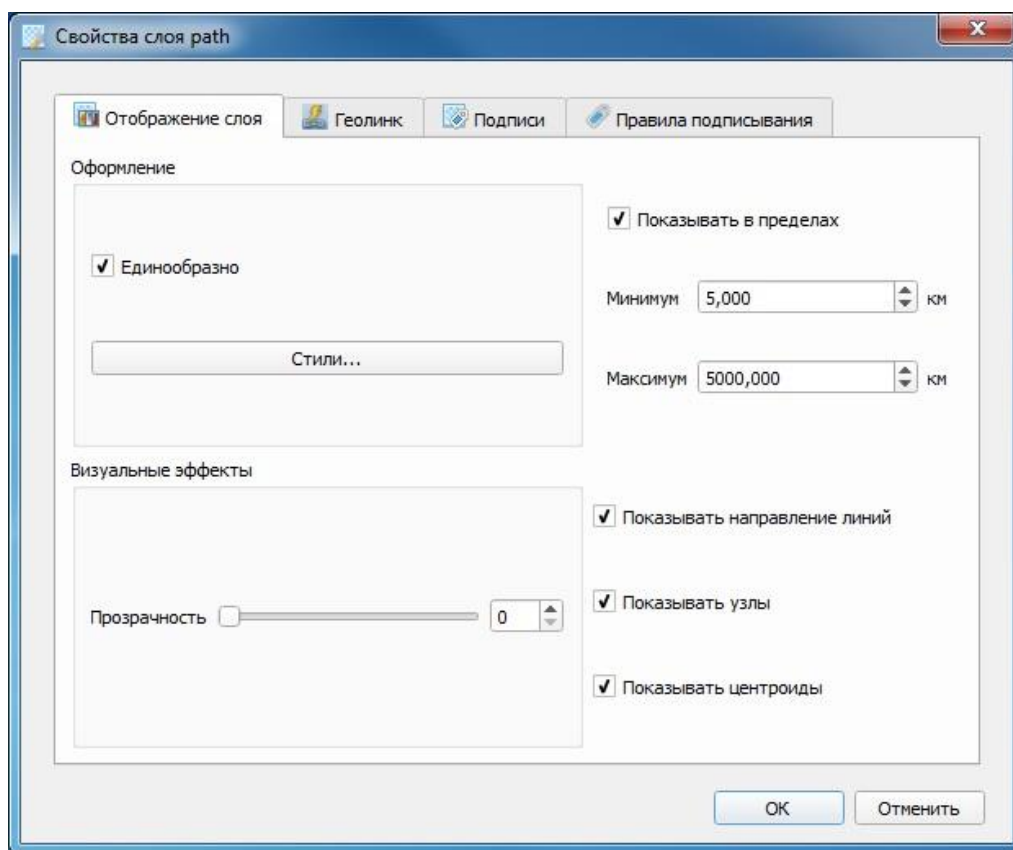 Свойства слоя path
Отображение слоя Геолинк Подписи Правила подписывания
Оформление
Показывать в пределах
Единообразно
Минимум 5,000 км
Стили...
Максимум 5000,000 км
Визуальные эффекты
Показывать направление линий
Показывать узлы
Прозрачность 0
Показывать центроиды
ОК Отменить